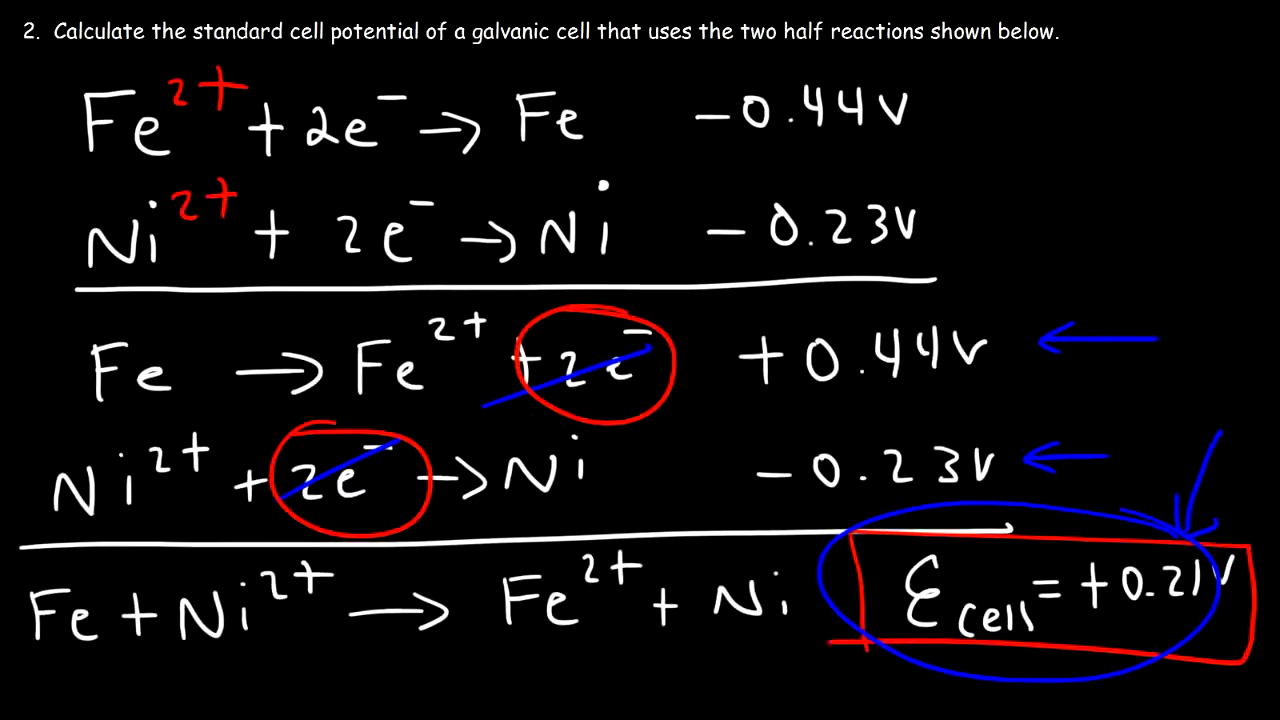 2. Calculate the standard cell potential of a galvanic cell that uses the two half reactions shown below.
Fe²⁺ + 2e⁻ → Fe -0.44v
Ni²⁺ + 2e⁻ → Ni -0.23v
Fe → Fe²⁺ + 2e⁻ +0.44v
Ni²⁺ + 2e⁻ → Ni -0.23v
Fe + Ni²⁺ → Fe²⁺ + Ni Ɛcell = +0.21v